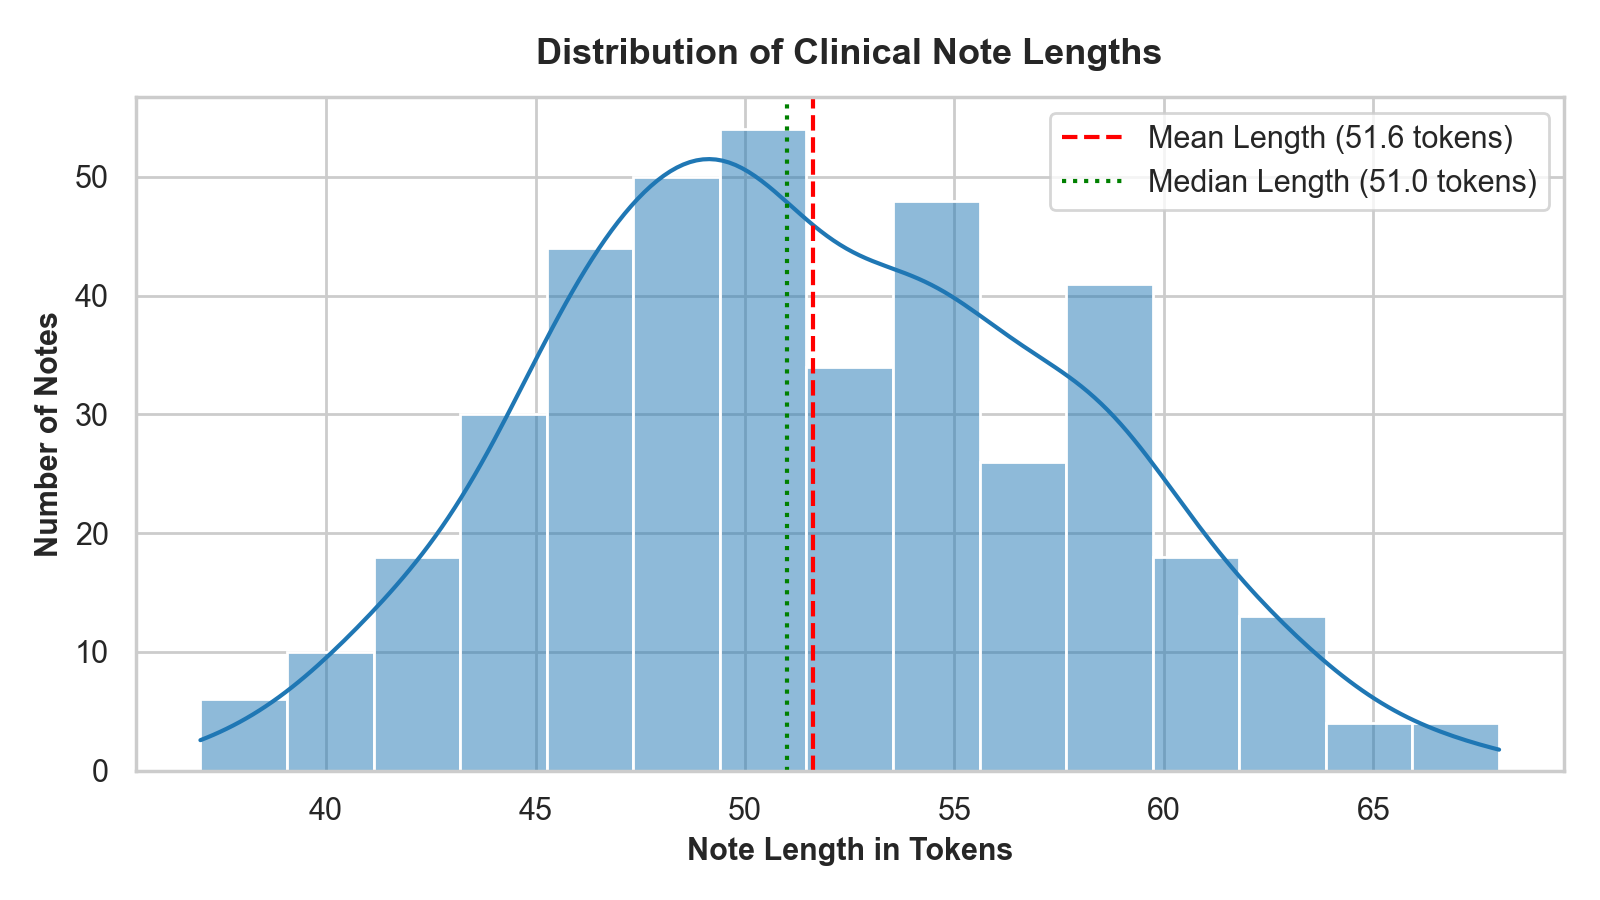 Distribution of Clinical Note Lengths
Mean Length (51.6 tokens)
Median Length (51.0 tokens)
Number of Notes
50
40
30
20
10
0
40 45 50 55 60 65
Note Length in Tokens